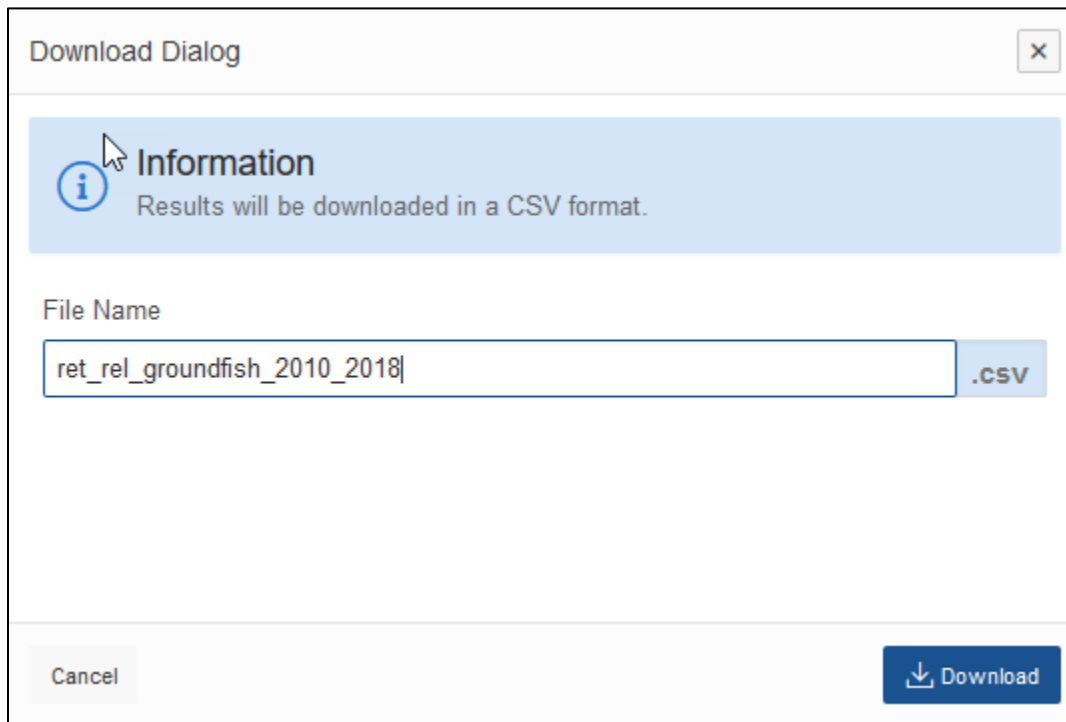 Download Dialog
Information
Results will be downloaded in a CSV format.
File Name
ret_rel_groundfish_2010_2018 .csv
Cancel Download